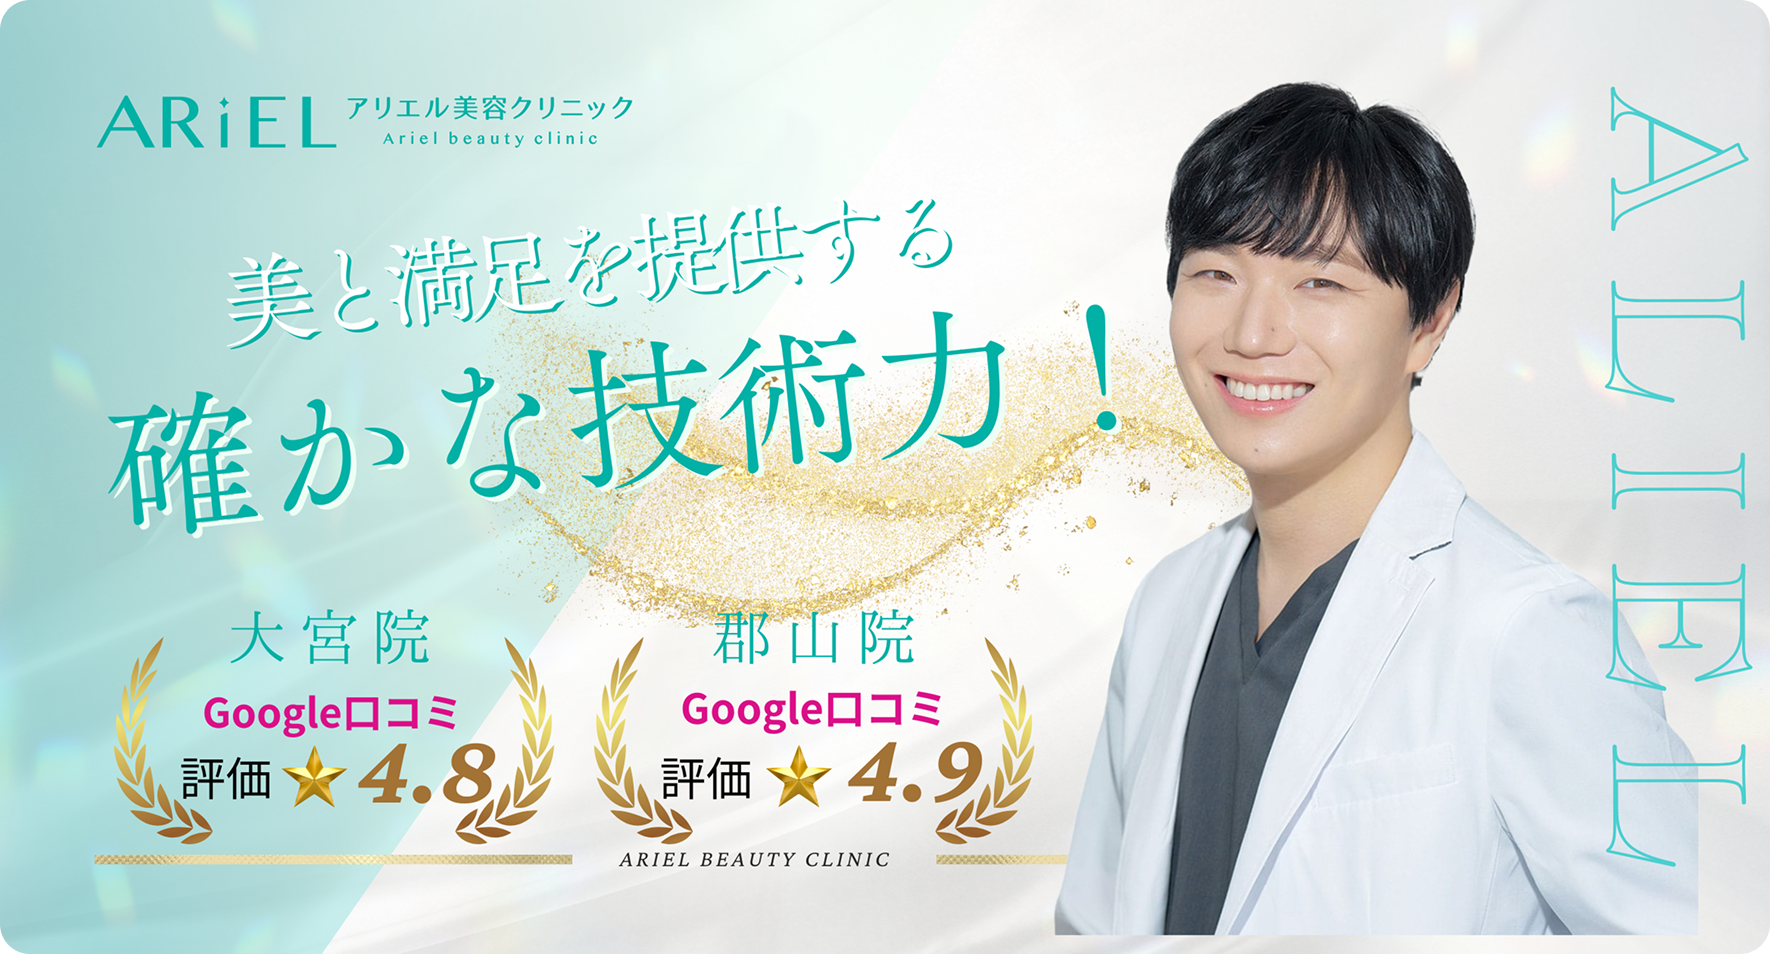 ARiEL アリエル美容クリニック
Ariel beauty clinic
美と満足を提供する
確かな技術力！
大宮院
Google口コミ
評価 4.8
郡山院
Google口コミ
評価 4.9
ARIEL BEAUTY CLINIC
ALIEL